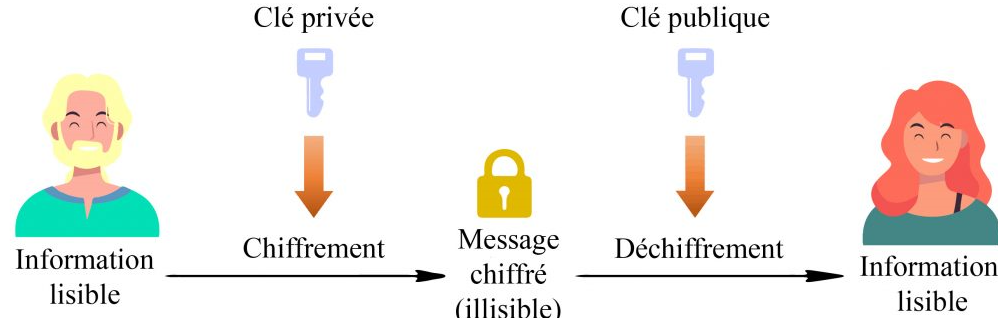 Clé privée
Clé publique
Information
lisible
Chiffrement
Message
chiffré
(illisible)
Déchiffrement
Information
lisible